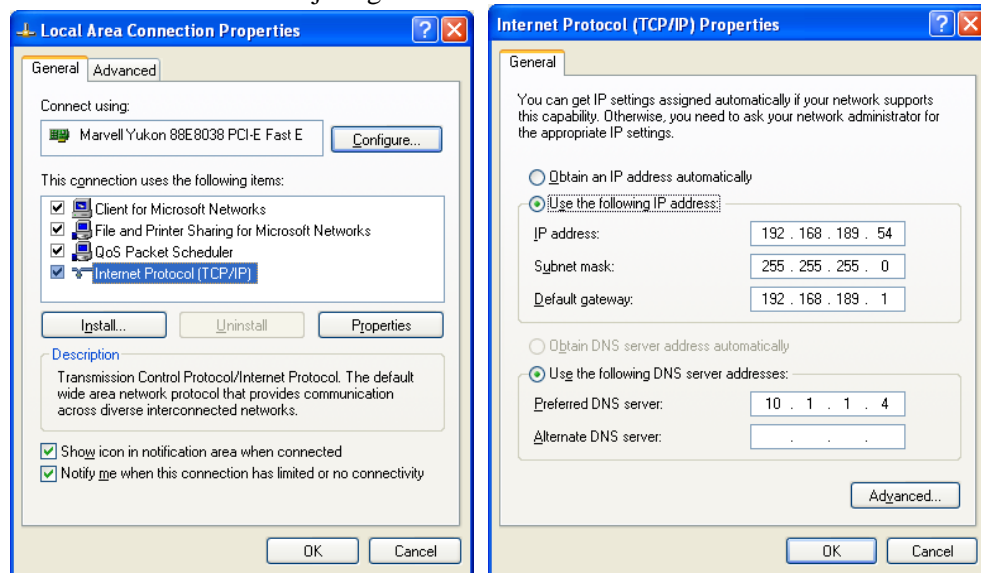 Local Area Connection Properties
General
Advanced
Connect using:
Marvell Yukon 88E8038 PCI-E Fast E
Configure...
This connection uses the following items:
Client for Microsoft Networks
File and Printer Sharing for Microsoft Networks
QoS Packet Scheduler
Internet Protocol (TCP/IP)
Install...
Uninstall
Properties
Description
Transmission Control Protocol/Internet Protocol. The default
wide area network protocol that provides communication
across diverse interconnected networks.
Show icon in notification area when connected
Notify me when this connection has limited or no connectivity
OK
Cancel
Internet Protocol (TCP/IP) Properties
General
You can get IP settings assigned automatically if your network supports
this capability. Otherwise, you need to ask your network administrator for
the appropriate IP settings.
Obtain an IP address automatically
Use the following IP address:
IP address: 192 . 168 . 189 . 54
Subnet mask: 255 . 255 . 255 . 0
Default gateway: 192 . 168 . 189 . 1
Obtain DNS server address automatically
Use the following DNS server addresses:
Preferred DNS server: 10 . 1 . 1 . 4
Alternate DNS server: . . .
Advanced...
OK
Cancel